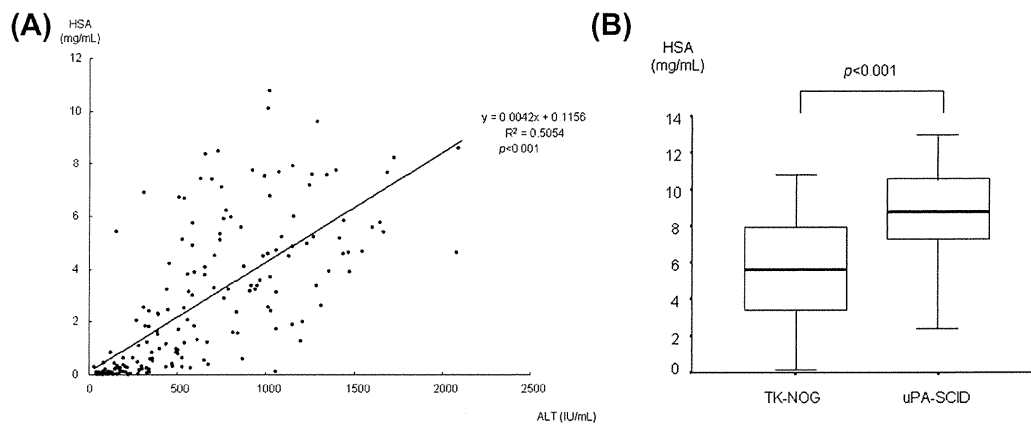 (A)
HSA
(mg/mL)
12
10
8
6
4
2
0
0 500 1000 1500 2000 2500
ALT (IU/mL)
y = 0.0042x + 0.1156
R² = 0.5054
p<0.001
(B)
HSA
(mg/mL)
p<0.001
14
12
10
8
6
4
2
0
TK-NOG uPA-SCID